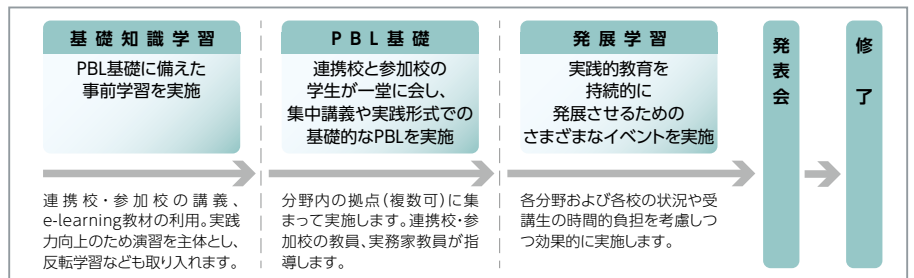 基礎知識学習
PBL基礎に備えた
事前学習を実施
連携校・参加校の講義、
e-learning教材の利用。実践
力向上のため演習を主体とし、
反転学習なども取り入れます。
PBL基礎
連携校と参加校の
学生が一堂に会し、
集中講義や実践形式での
基礎的なPBLを実施
分野内の拠点(複数可)に集
まって実施します。連携校・参
加校の教員、実務家教員が指
導します。
発展学習
実践的教育を
持続的に
発展させるための
さまざまなイベントを実施
各分野および各校の状況や受
講生の時間的負担を考慮しつ
つ効果的に実施します。
発表会
修了